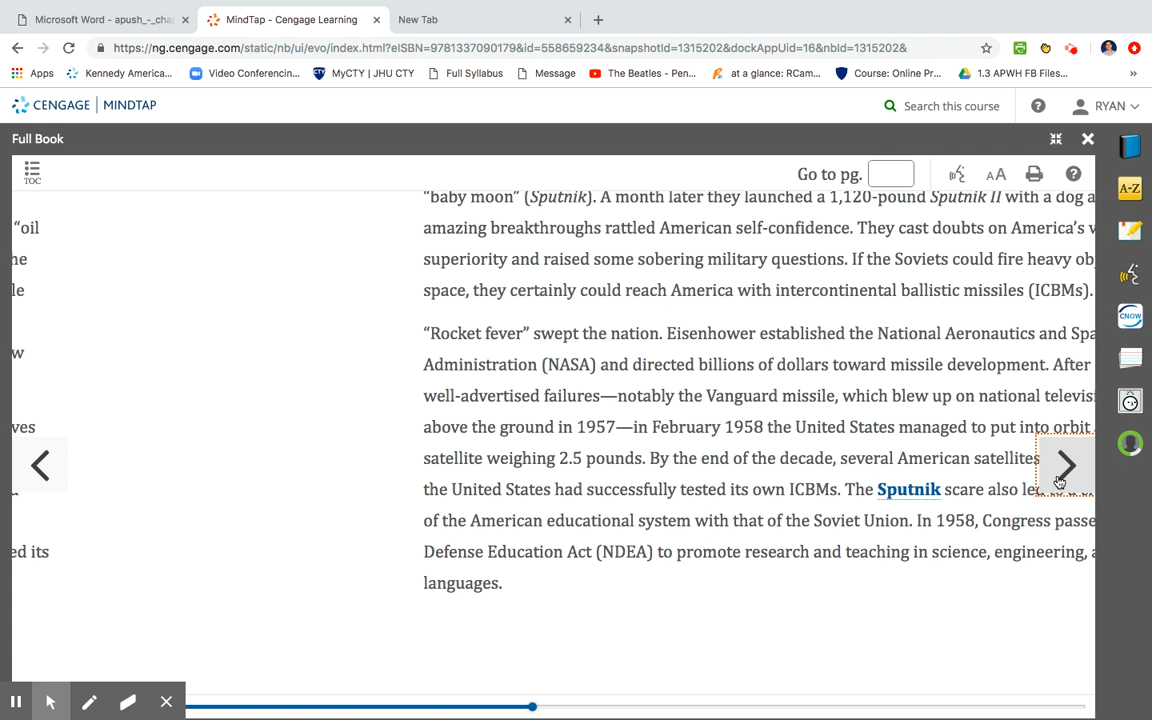 Microsoft Word - apush_-_cha
MindTap - Cengage Learning
New Tab
https://ng.cengage.com/static/nb/ui/evo/index.html?eISBN=9781337090179&id=558659234&snapshotId=1315202&dockAppUid=16&nbId=1315202&
Apps
Kennedy America...
Video Conferencin...
CTY
MyCTY | JHU CTY
Full Syllabus
Message
The Beatles - Pen...
at a glance: RCam...
Course: Online Pr...
1.3 APWH FB Files...
»
CENGAGE | MINDTAP
Search this course
RYAN
Full Book
TOC
Go to pg.
AA
A-Z
CNOW
"oil
ne
le
w
ves
ed its
"baby moon" (Sputnik). A month later they launched a 1,120-pound Sputnik II with a dog a
amazing breakthroughs rattled American self-confidence. They cast doubts on America's v
superiority and raised some sobering military questions. If the Soviets could fire heavy ob
space, they certainly could reach America with intercontinental ballistic missiles (ICBMs).
"Rocket fever" swept the nation. Eisenhower established the National Aeronautics and Spa
Administration (NASA) and directed billions of dollars toward missile development. After
well-advertised failures—notably the Vanguard missile, which blew up on national televisi
above the ground in 1957—in February 1958 the United States managed to put into orbit
satellite weighing 2.5 pounds. By the end of the decade, several American satellites
the United States had successfully tested its own ICBMs. The Sputnik scare also led
of the American educational system with that of the Soviet Union. In 1958, Congress passe
Defense Education Act (NDEA) to promote research and teaching in science, engineering, a
languages.